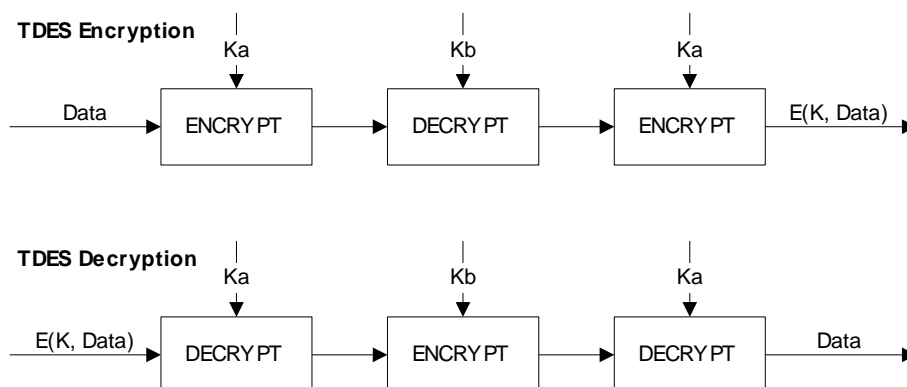 TDES Encryption
Ka
Kb
Ka
Data
ENCRYPT
DECRYPT
ENCRYPT
E(K, Data)
TDES Decryption
Ka
Kb
Ka
E(K, Data)
DECRYPT
ENCRYPT
DECRYPT
Data